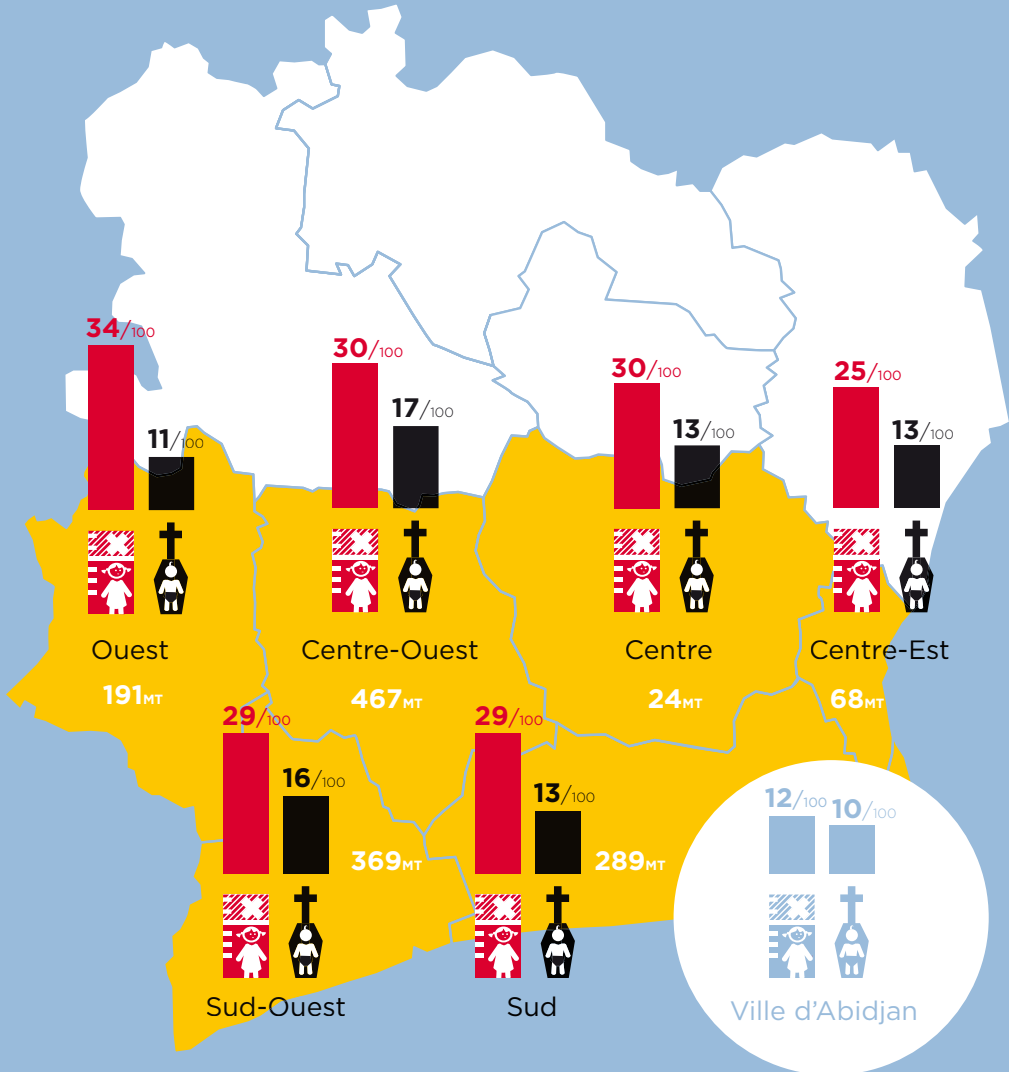 34/100
11/100
Ouest
191MT
30/100
17/100
Centre-Ouest
467MT
30/100
13/100
Centre
24MT
25/100
13/100
Centre-Est
68MT
29/100
16/100
369MT
Sud-Ouest
29/100
13/100
289MT
Sud
12/100
10/100
Ville d'Abidjan